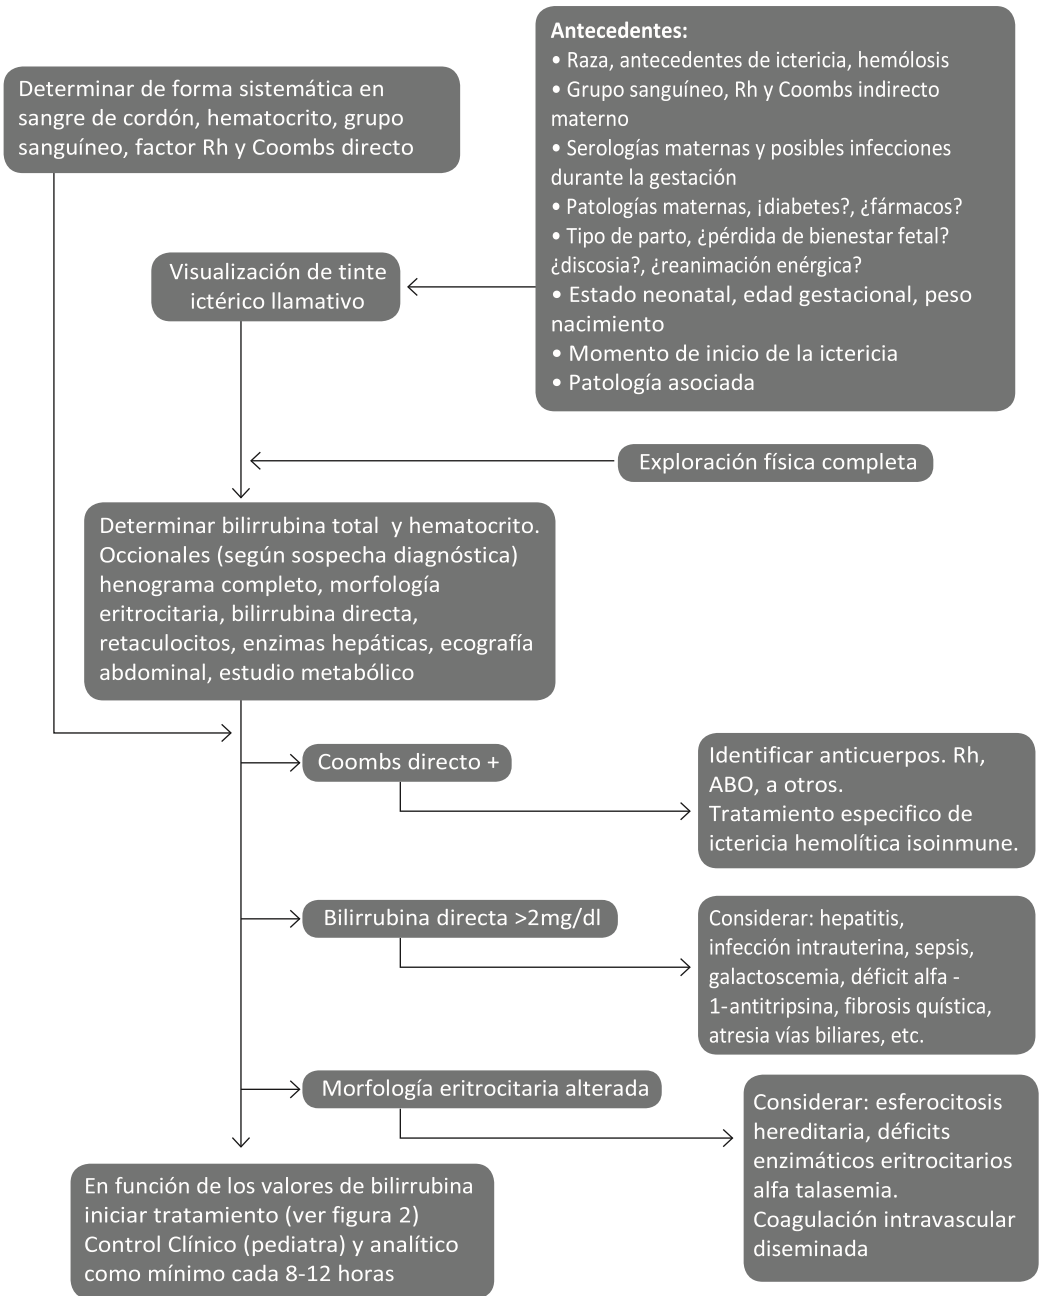 Determinar de forma sistemática en
sangre de cordón, hematocrito, grupo
sanguíneo, factor Rh y Coombs directo
Antecedentes:
• Raza, antecedentes de ictericia, hemólosis
• Grupo sanguíneo, Rh y Coombs indirecto
materno
• Serologías maternas y posibles infecciones
durante la gestación
• Patologías maternas, ¡diabetes?, ¿fármacos?
• Tipo de parto, ¿pérdida de bienestar fetal?
¿discosia?, ¿reanimación enérgica?
• Estado neonatal, edad gestacional, peso
nacimiento
• Momento de inicio de la ictericia
• Patología asociada
Visualización de tinte
ictérico llamativo
Exploración física completa
Determinar bilirrubina total y hematocrito.
Occionales (según sospecha diagnóstica)
henograma completo, morfología
eritrocitaria, bilirrubina directa,
retaculocitos, enzimas hepáticas, ecografía
abdominal, estudio metabólico
Coombs directo +
Identificar anticuerpos. Rh,
ABO, a otros.
Tratamiento especifico de
ictericia hemolítica isoinmune.
Bilirrubina directa >2mg/dl
Considerar: hepatitis,
infección intrauterina, sepsis,
galactoscemia, déficit alfa -
1-antitripsina, fibrosis quística,
atresia vías biliares, etc.
Morfología eritrocitaria alterada
Considerar: esferocitosis
hereditaria, déficits
enzimáticos eritrocitarios
alfa talasemia.
Coagulación intravascular
diseminada
En función de los valores de bilirrubina
iniciar tratamiento (ver figura 2)
Control Clínico (pediatra) y analítico
como mínimo cada 8-12 horas